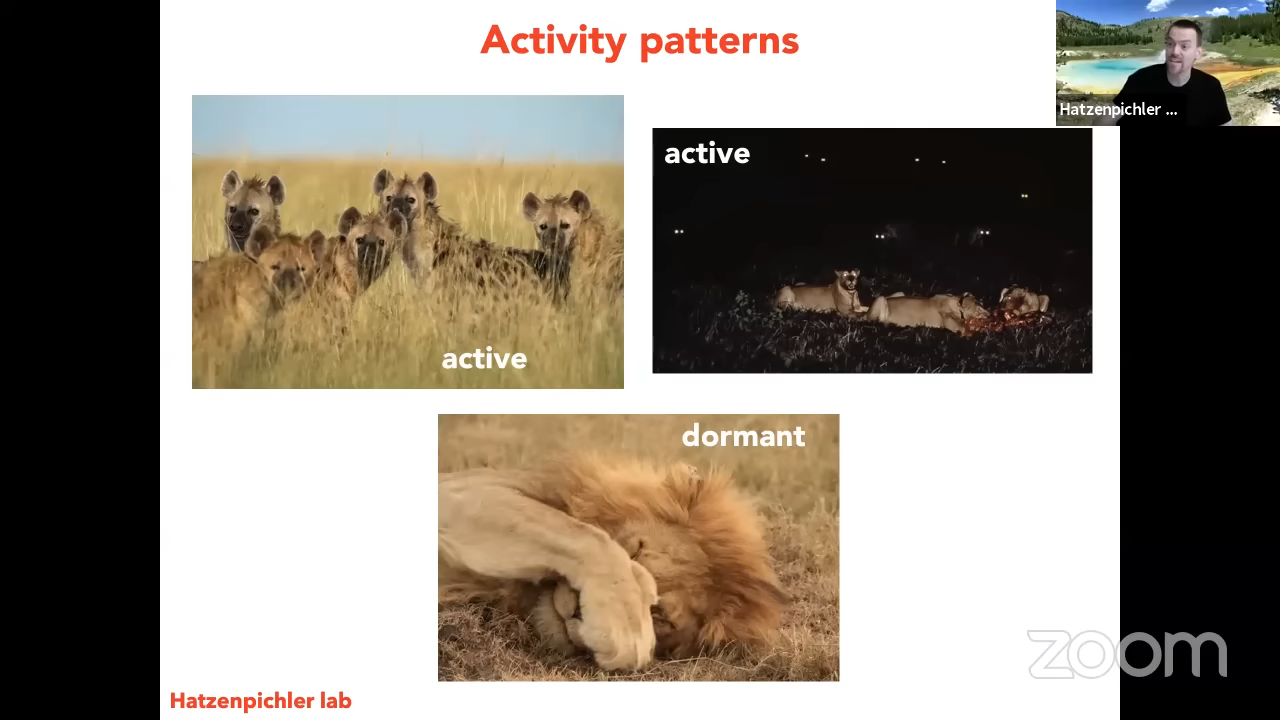 Activity patterns
Hatzenpichler ...
active
active
dormant
zoom
Hatzenpichler lab